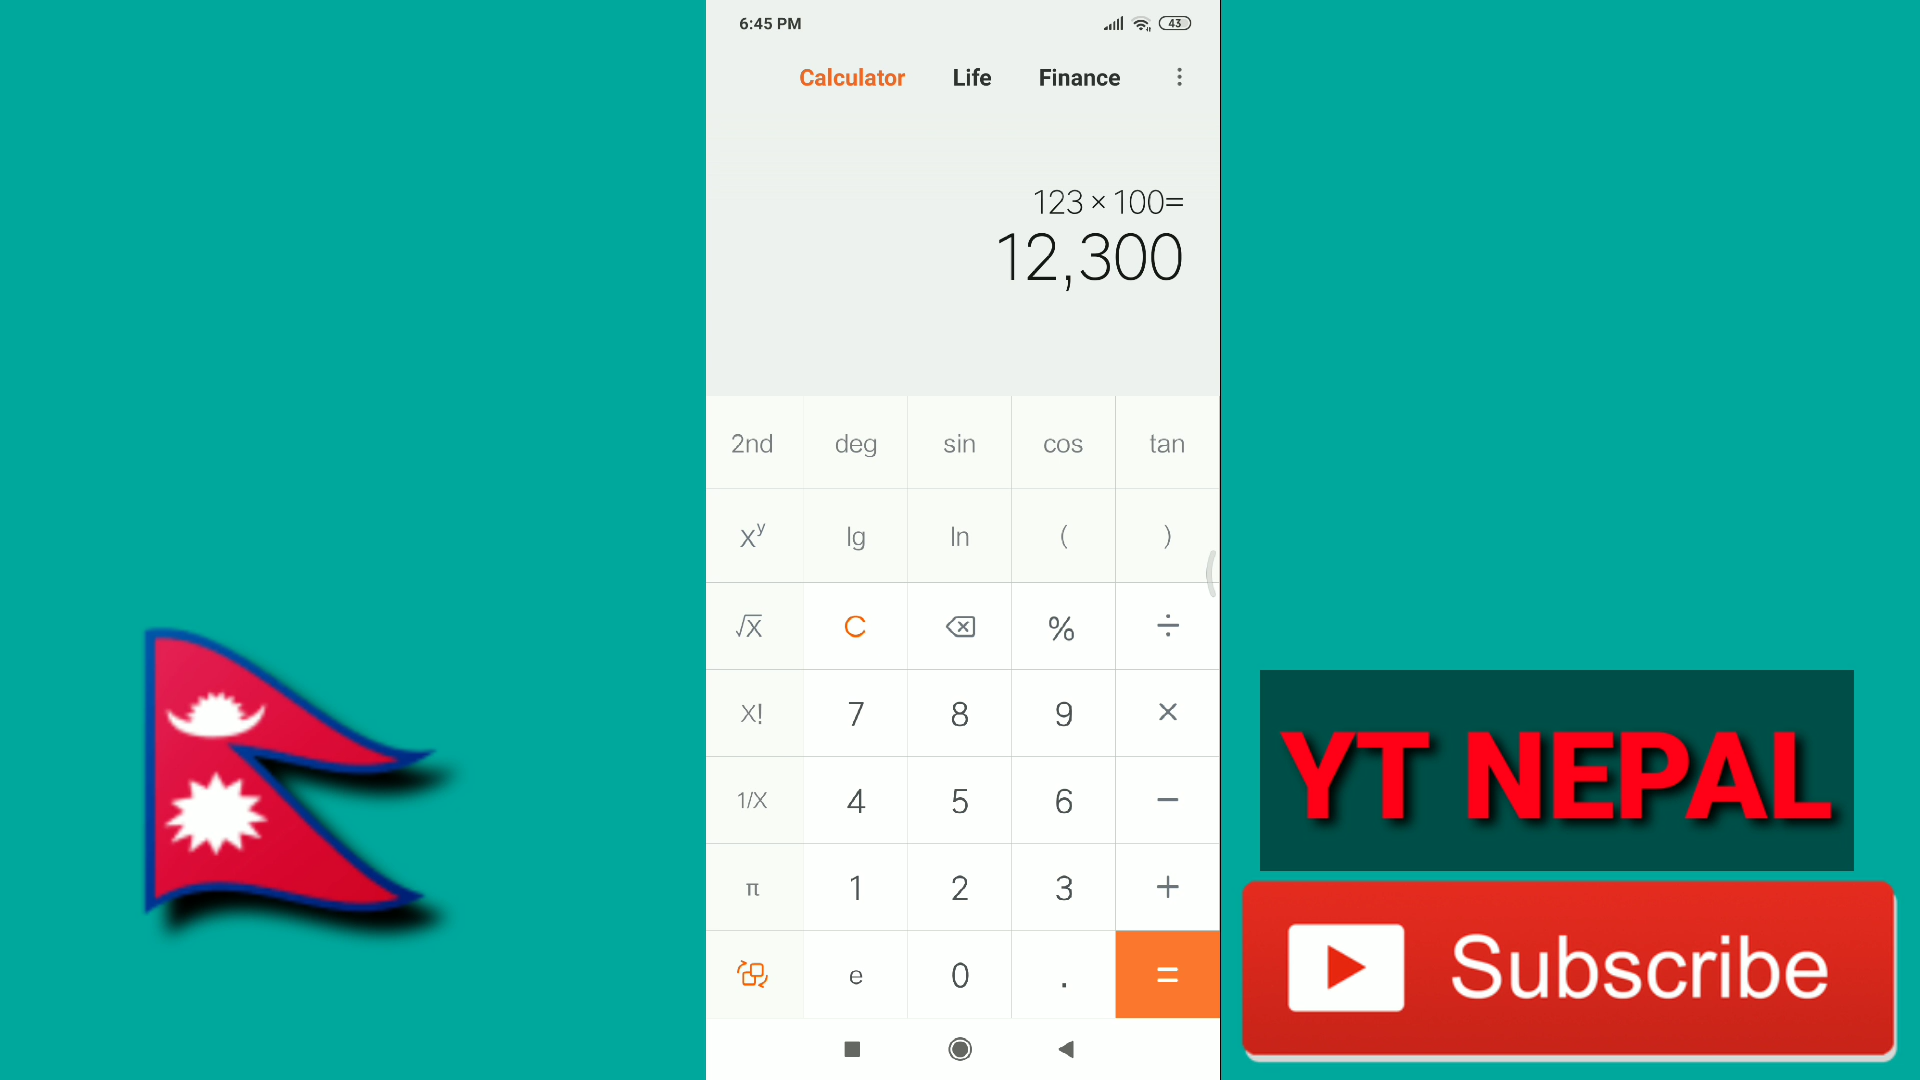 6:45 PM 43
Calculator Life Finance
123 × 100=
12,300
2nd deg sin cos tan
Xʸ lg ln ( )
√X C % ÷
X! 7 8 9 ×
1/X 4 5 6 −
π 1 2 3 +
e 0 . =
YT NEPAL
Subscribe